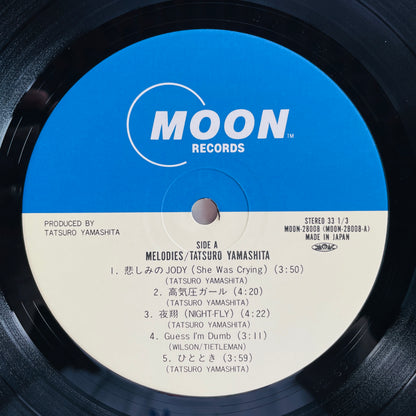 MOON™
RECORDS
PRODUCED BY
TATSURO YAMASHITA
STEREO 33 1/3
MOON-28008 (MOON-28008-A)
MADE IN JAPAN
SIDE A
MELODIES/TATSURO YAMASHITA
1. 悲しみのJODY (She Was Crying) (3:50)
(TATSURO YAMASHITA)
2. 高気圧ガール (4:20)
(TATSURO YAMASHITA)
3. 夜翔 (NIGHT-FLY) (4:22)
(TATSURO YAMASHITA)
4. Guess I'm Dumb (3:11)
(WILSON/TIETLEMAN)
5. ひととき (3:59)
(TATSURO YAMASHITA)